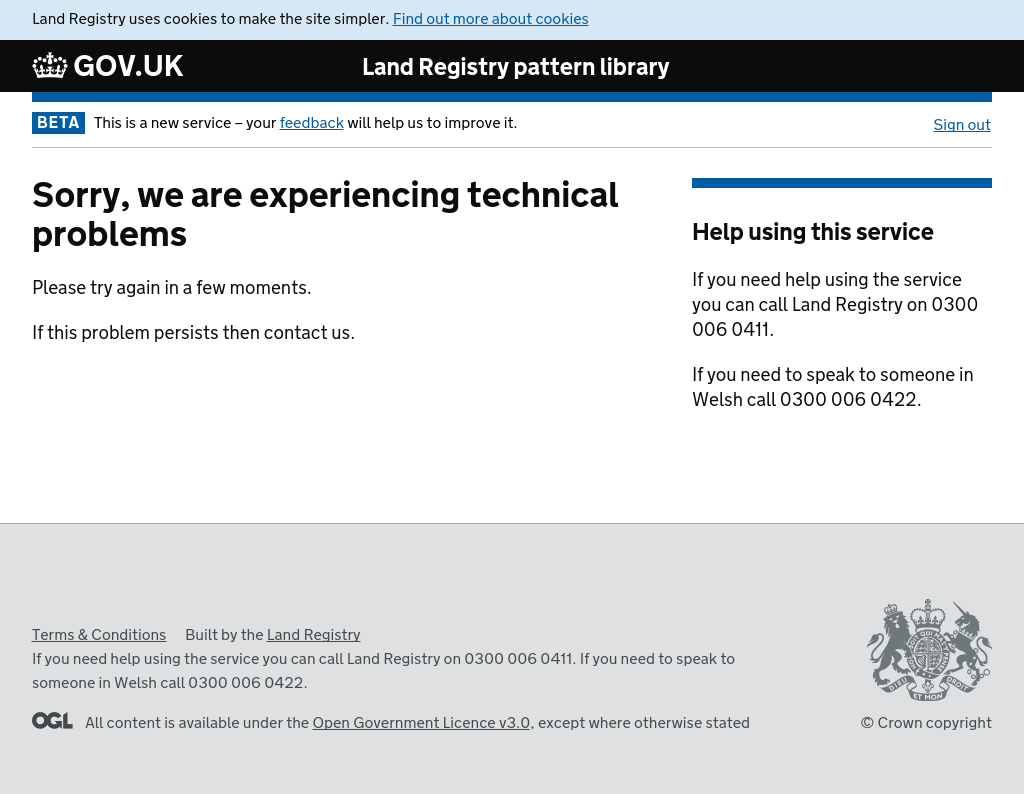 Land Registry uses cookies to make the site simpler. Find out more about cookies
GOV.UK
Land Registry pattern library
BETA This is a new service – your feedback will help us to improve it.
Sign out
Sorry, we are experiencing technical
problems
Please try again in a few moments.
If this problem persists then contact us.
Help using this service
If you need help using the service
you can call Land Registry on 0300
006 0411.
If you need to speak to someone in
Welsh call 0300 006 0422.
Terms & Conditions Built by the Land Registry
If you need help using the service you can call Land Registry on 0300 006 0411. If you need to speak to
someone in Welsh call 0300 006 0422.
OGL All content is available under the Open Government Licence v3.0, except where otherwise stated
DIEU ET MON DROIT
© Crown copyright